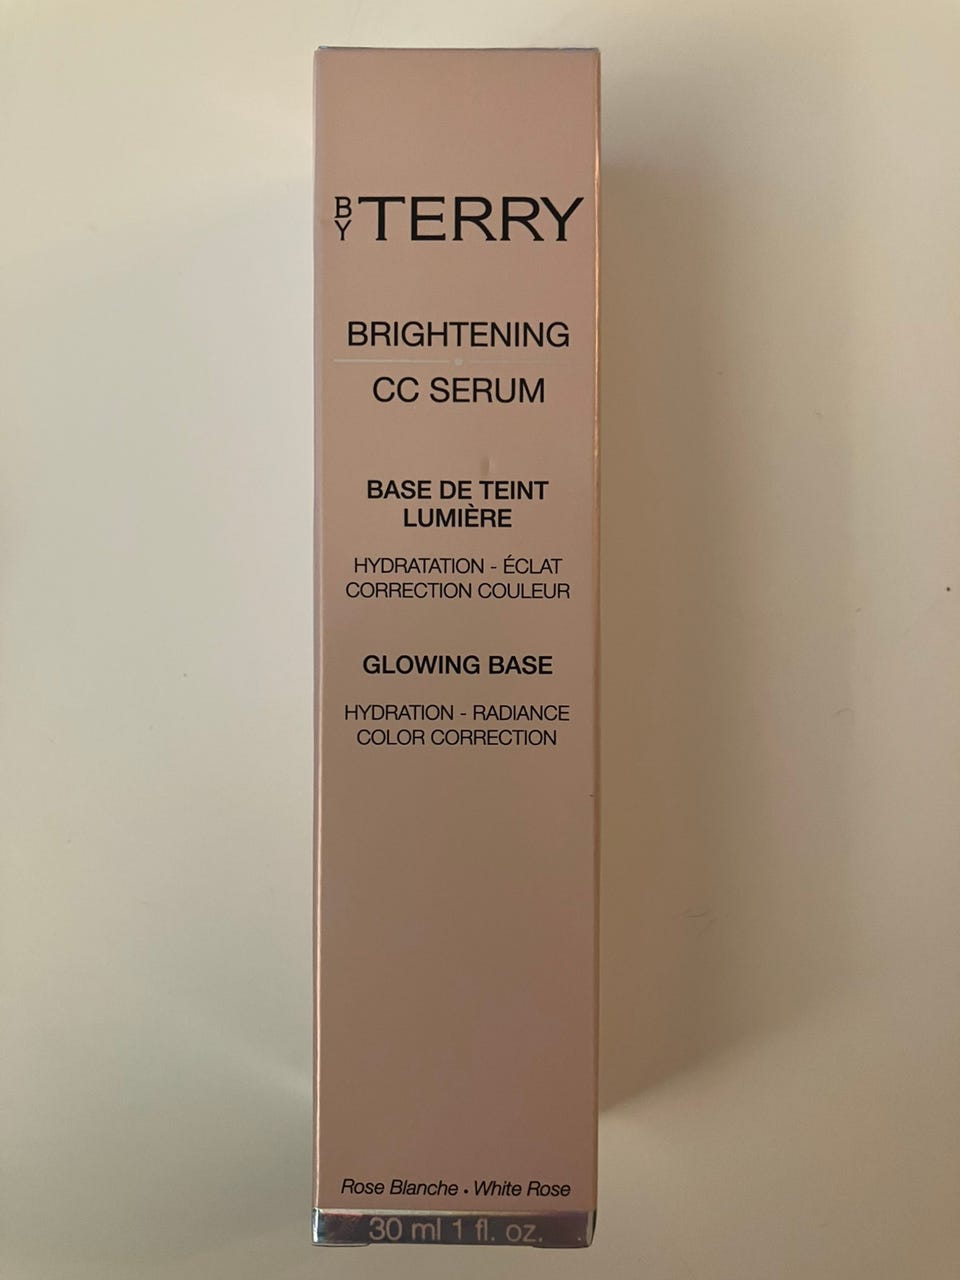 BY TERRY
BRIGHTENING
CC SERUM
BASE DE TEINT
LUMIÈRE
HYDRATATION - ÉCLAT
CORRECTION COULEUR
GLOWING BASE
HYDRATION - RADIANCE
COLOR CORRECTION
Rose Blanche • White Rose
30 ml 1 fl. oz.